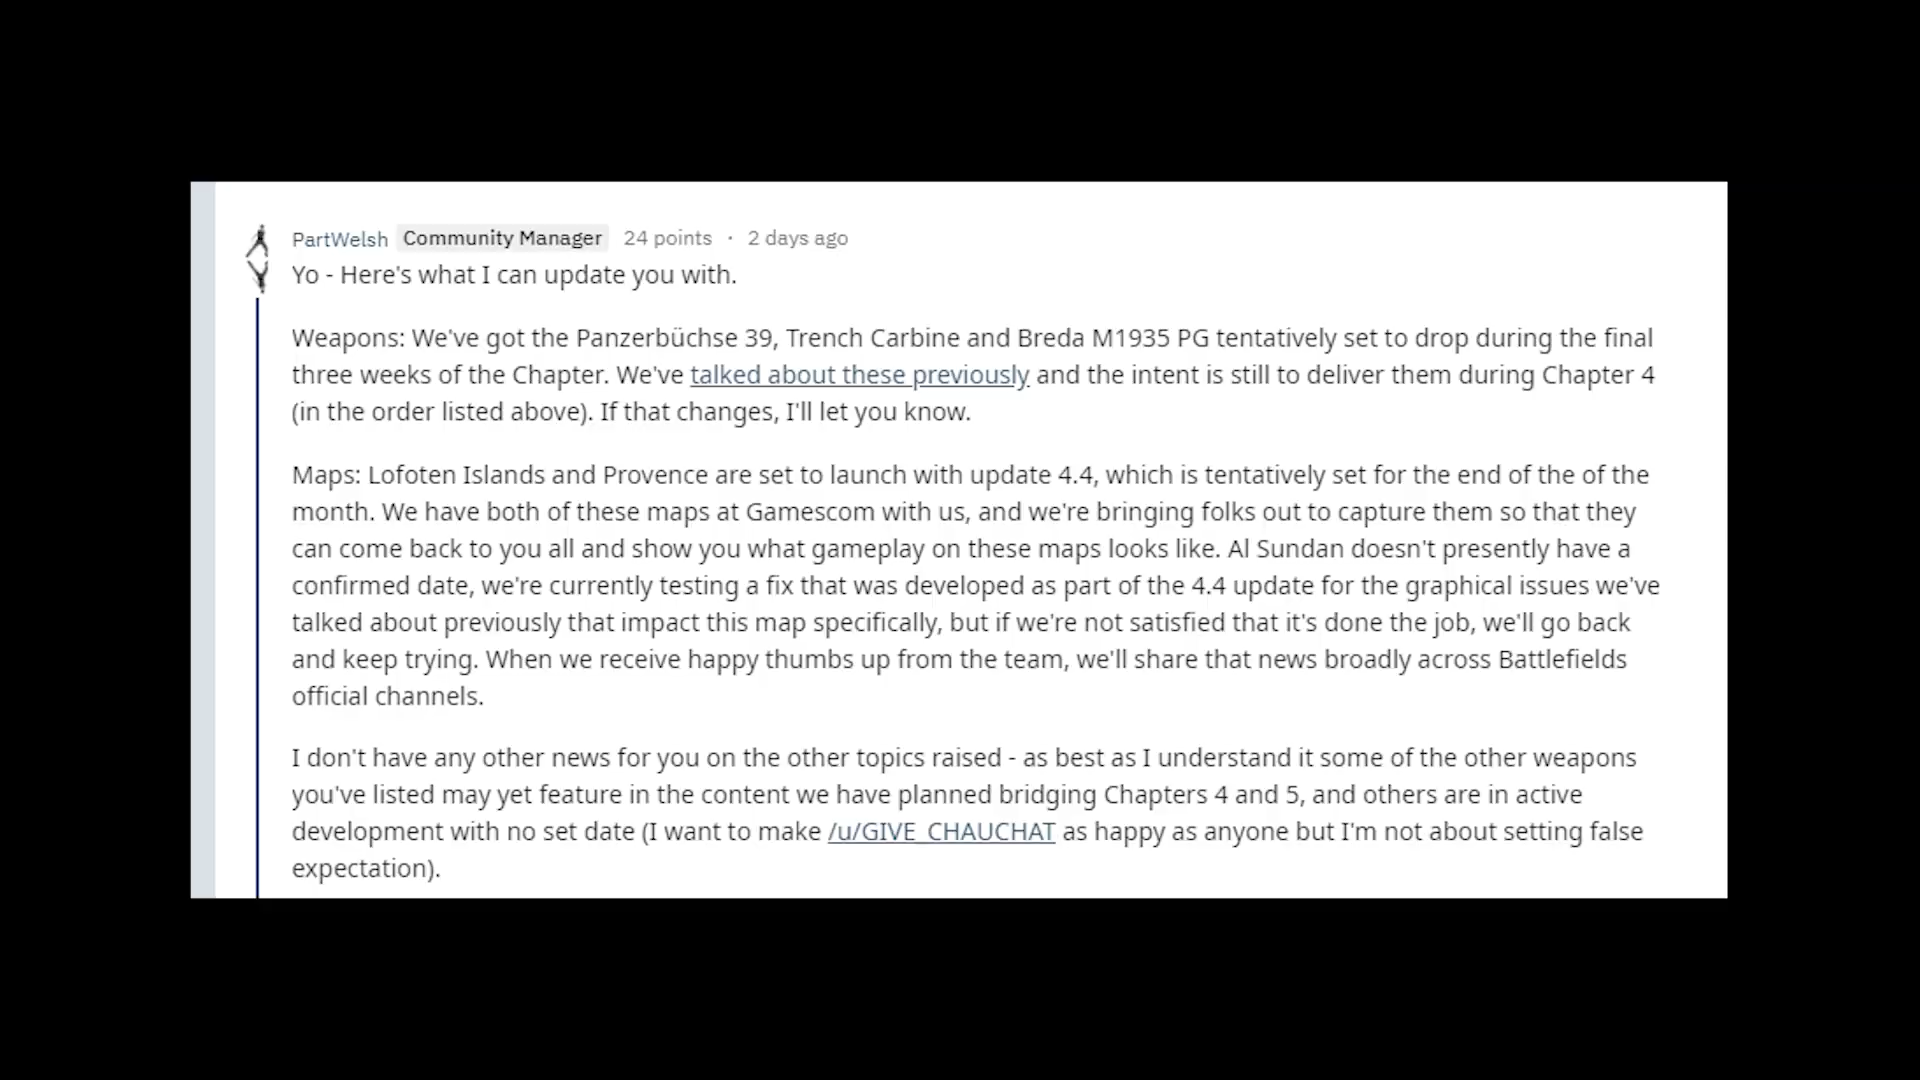 PartWelsh Community Manager 24 points · 2 days ago
Yo - Here's what I can update you with.
Weapons: We've got the Panzerbüchse 39, Trench Carbine and Breda M1935 PG tentatively set to drop during the final
three weeks of the Chapter. We've talked about these previously and the intent is still to deliver them during Chapter 4
(in the order listed above). If that changes, I'll let you know.
Maps: Lofoten Islands and Provence are set to launch with update 4.4, which is tentatively set for the end of the of the
month. We have both of these maps at Gamescom with us, and we're bringing folks out to capture them so that they
can come back to you all and show you what gameplay on these maps looks like. Al Sundan doesn't presently have a
confirmed date, we're currently testing a fix that was developed as part of the 4.4 update for the graphical issues we've
talked about previously that impact this map specifically, but if we're not satisfied that it's done the job, we'll go back
and keep trying. When we receive happy thumbs up from the team, we'll share that news broadly across Battlefields
official channels.
I don't have any other news for you on the other topics raised - as best as I understand it some of the other weapons
you've listed may yet feature in the content we have planned bridging Chapters 4 and 5, and others are in active
development with no set date (I want to make /u/GIVE_CHAUCHAT as happy as anyone but I'm not about setting false
expectation).